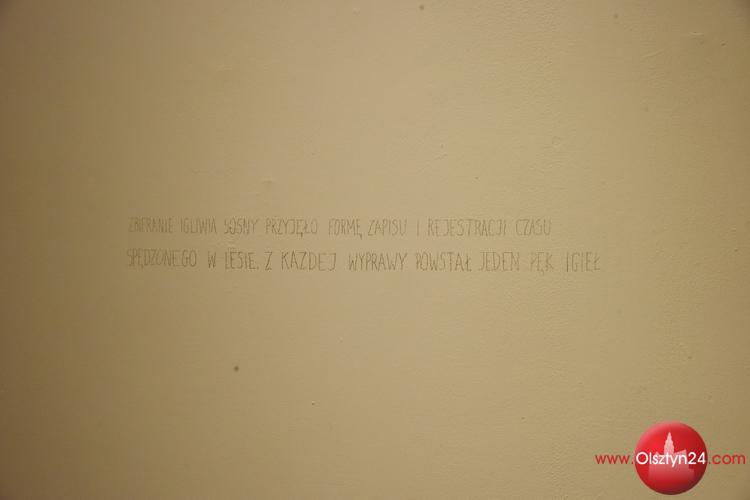 ZBIERANIE IGLIWIA SOSNY PRZYJĘŁO FORMĘ ZAPISU I REJESTRACJI CZASU
SPĘDZONEGO W LESIE. Z KAŻDEJ WYPRAWY POWSTAŁ JEDEN PĘK IGIEŁ
www.Olsztyn24.com